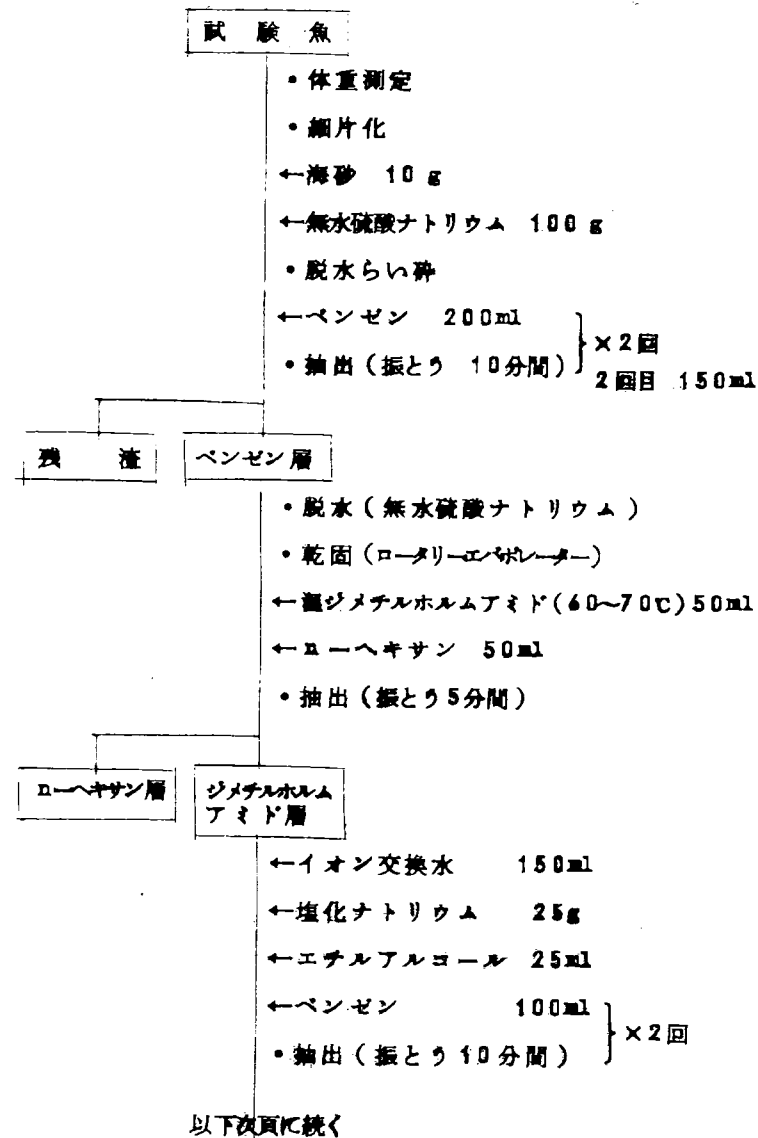 試験魚
・体重測定
・細片化
←海砂 10g
←無水硫酸ナトリウム 100g
・脱水らい砕
←ベンゼン 200ml
・抽出(振とう 10分間)
×2回
2回目 150ml
残渣 ベンゼン層
・脱水(無水硫酸ナトリウム)
・乾固(ロータリーエバポレーター)
←温ジメチルホルムアミド(60~70℃)50ml
←n-ヘキサン 50ml
・抽出(振とう5分間)
n-ヘキサン層 ジメチルホルム
アミド層
←イオン交換水 150ml
←塩化ナトリウム 25g
←エチルアルコール 25ml
←ベンゼン 100ml
・抽出(振とう10分間)
×2回
以下次頁に続く